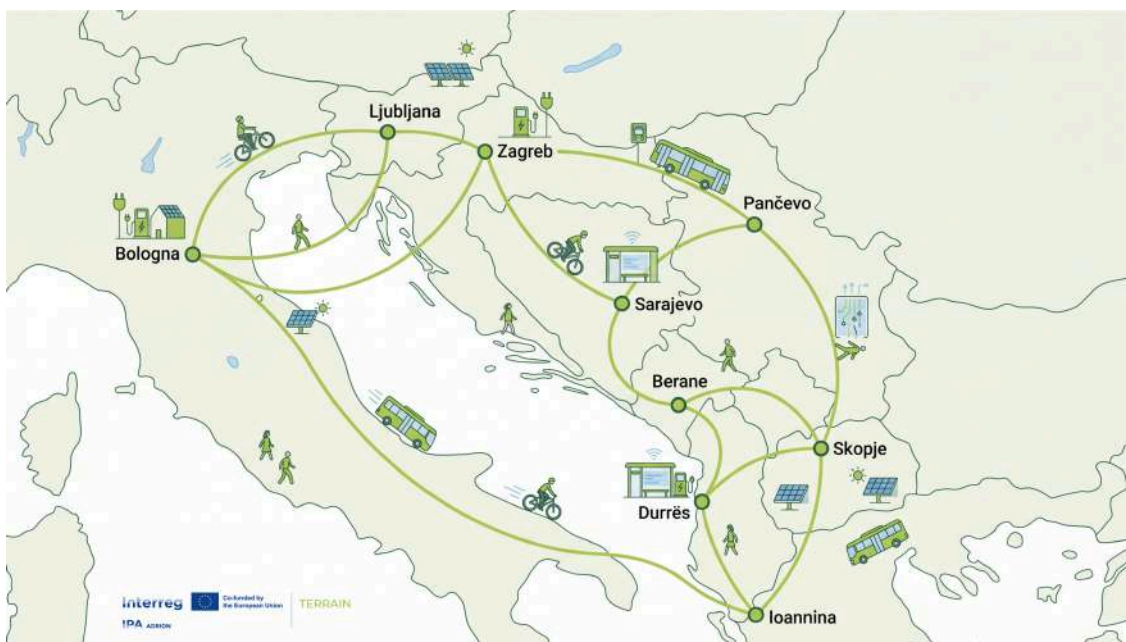 Ljubljana
Zagreb
Pančevo
Bologna
Sarajevo
Berane
Skopje
Durrës
Ioannina
Interreg
Co-funded by
the European Union
TERRAIN
IPA ADRION